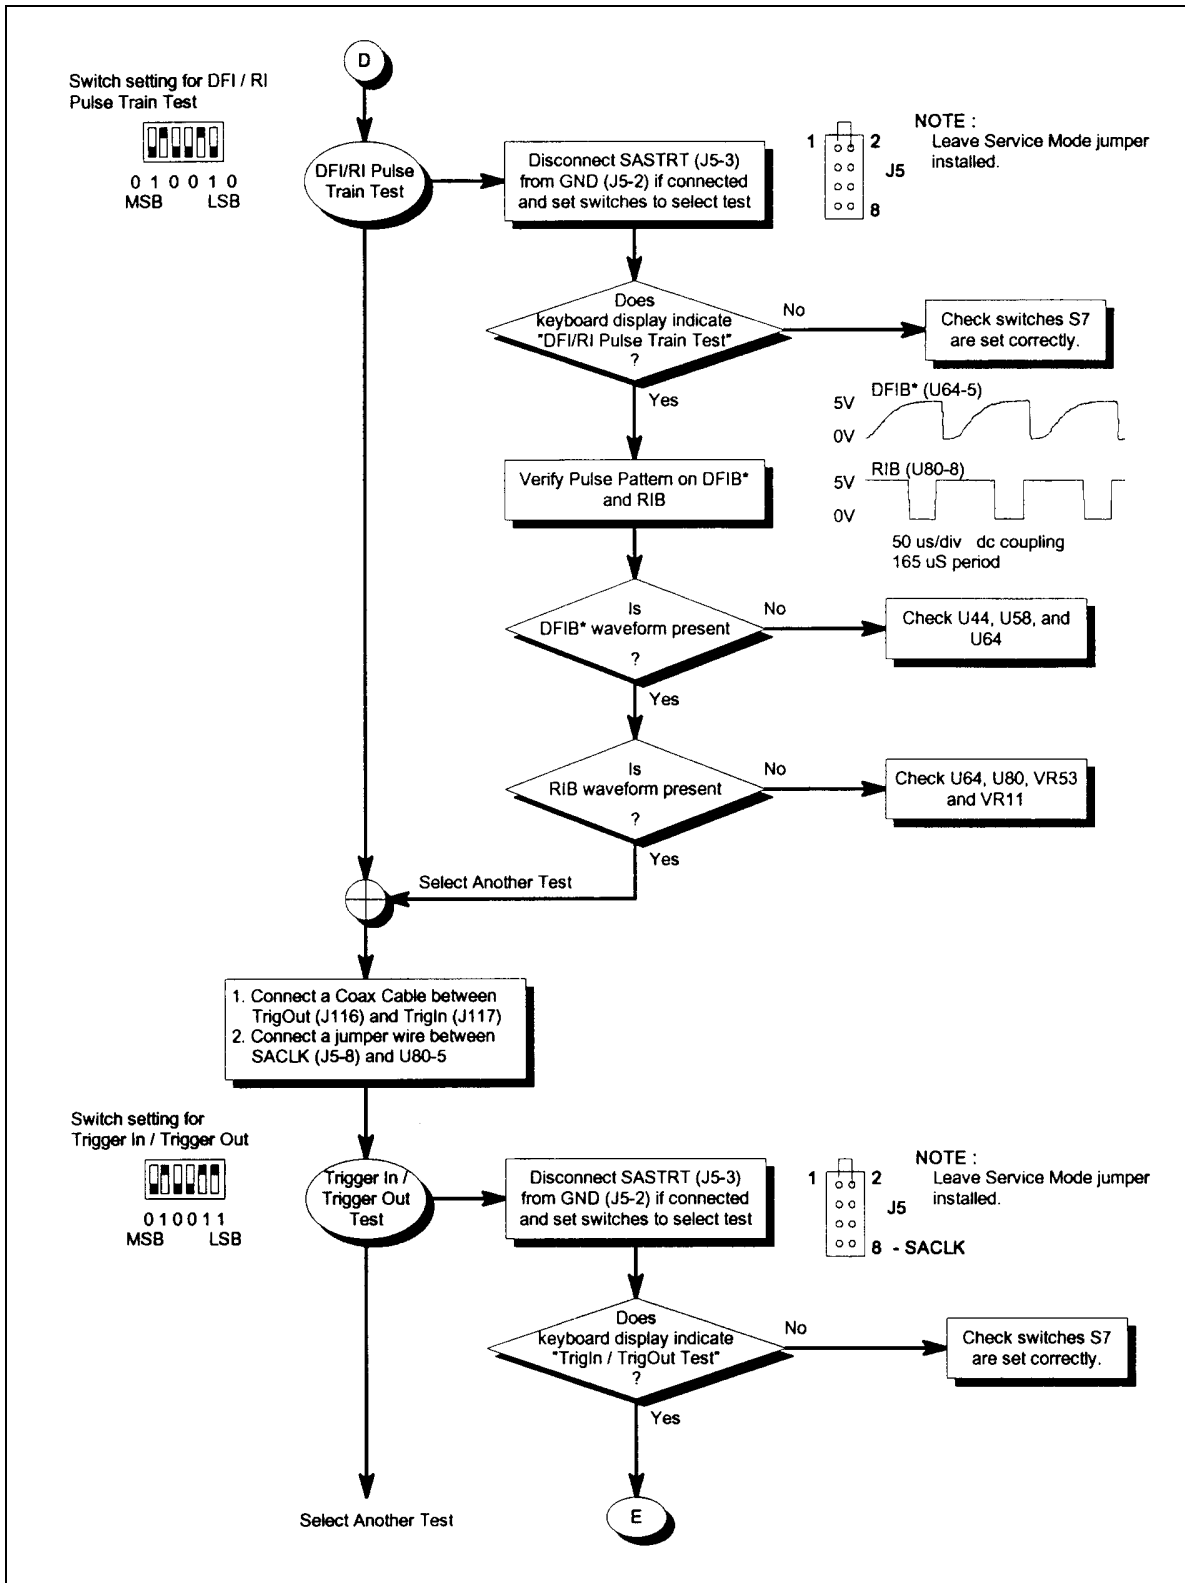 D
Switch setting for DFI / RI
Pulse Train Test
0 1 0 0 1 0
MSB LSB
DFI/RI Pulse
Train Test
Disconnect SASTRT (J5-3)
from GND (J5-2) if connected
and set switches to select test
1 2
J5
8
NOTE :
Leave Service Mode jumper
installed.
Does
keyboard display indicate
"DFI/RI Pulse Train Test"
?
No
Check switches S7
are set correctly.
Yes
DFIB* (U64-5)
5V
0V
Verify Pulse Pattern on DFIB*
and RIB
RIB (U80-8)
5V
0V
50 us/div dc coupling
165 uS period
Is
DFIB* waveform present
?
No
Check U44, U58, and
U64
Yes
Is
RIB waveform present
?
No
Check U64, U80, VR53
and VR11
Yes
Select Another Test
1. Connect a Coax Cable between
TrigOut (J116) and TrigIn (J117)
2. Connect a jumper wire between
SACLK (J5-8) and U80-5
Switch setting for
Trigger In / Trigger Out
0 1 0 0 1 1
MSB LSB
Trigger In /
Trigger Out
Test
Disconnect SASTRT (J5-3)
from GND (J5-2) if connected
and set switches to select test
1 2
J5
8 - SACLK
NOTE :
Leave Service Mode jumper
installed.
Does
keyboard display indicate
"TrigIn / TrigOut Test"
?
No
Check switches S7
are set correctly.
Yes
Select Another Test
E